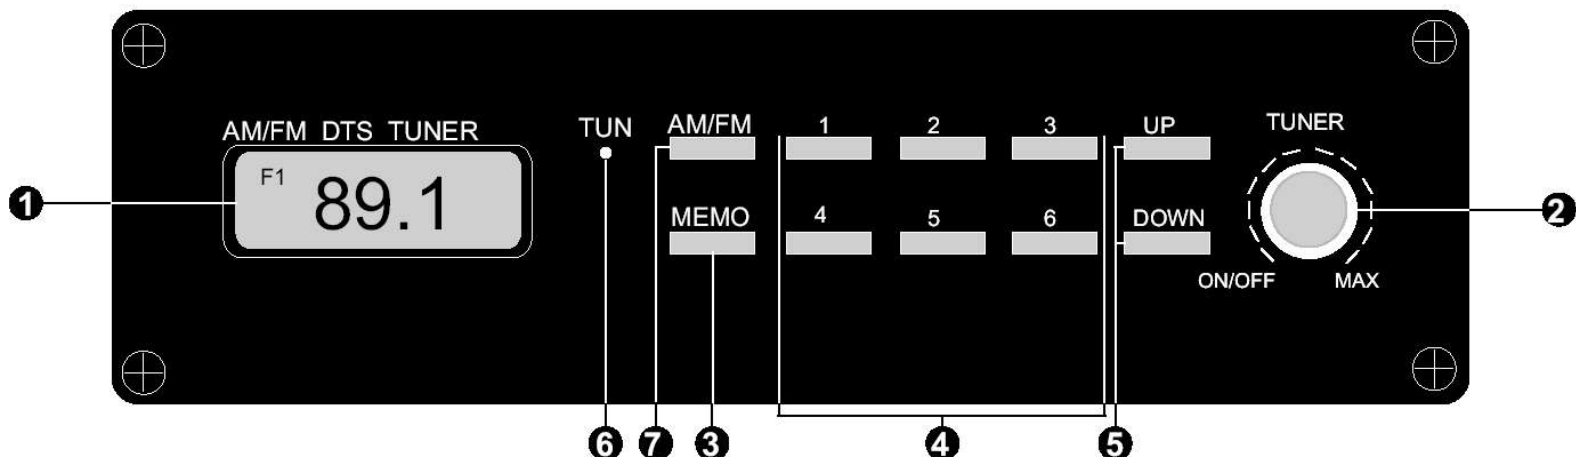 AM/FM DTS TUNER
F1
89.1
TUN
AM/FM
1
2
3
UP
TUNER
MEMO
4
5
6
DOWN
ON/OFF
MAX
1
2
6
7
3
4
5